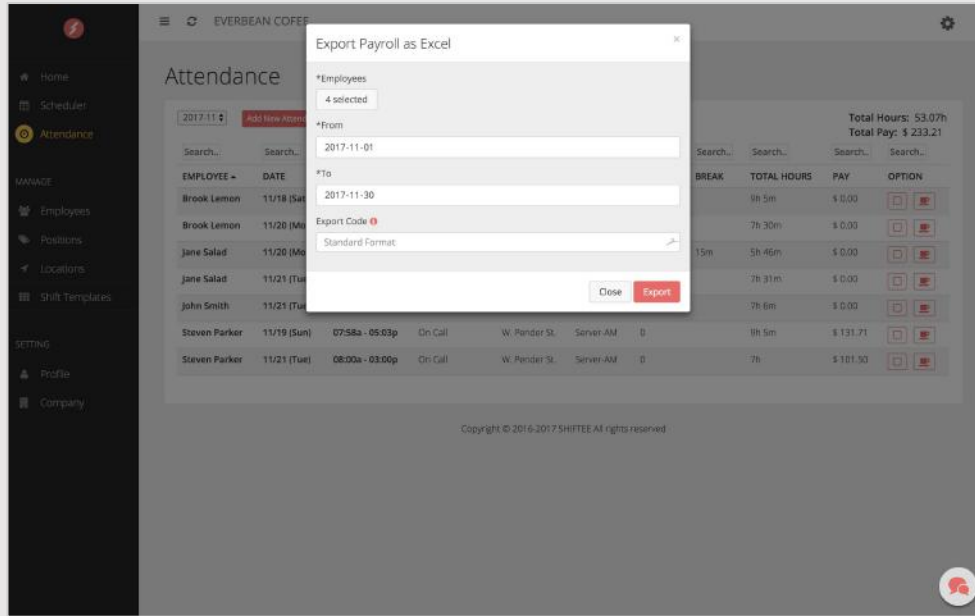 EVERBEAN COFEE
Export Payroll as Excel
×
Home
Scheduler
Attendance
MANAGE
Employees
Positions
Locations
Shift Templates
SETTING
Profile
Company
Attendance
2017-11
Add New Attend
Total Hours: 53.07h
Total Pay: $ 233.21
*Employees
4 selected
*From
2017-11-01
*To
2017-11-30
Export Code
Standard Format
Close Export
Search.. Search.. Search.. Search.. Search.. Search..
EMPLOYEE DATE BREAK TOTAL HOURS PAY OPTION
Brook Lemon 11/18 (Sat 9h 5m $ 0.00
Brook Lemon 11/20 (Mo 7h 30m $ 0.00
Jane Salad 11/20 (Mo 15m 5h 46m $ 0.00
Jane Salad 11/21 (Tue 7h 31m $ 0.00
John Smith 11/21 (Tue 7h 6m $ 0.00
Steven Parker 11/19 (Sun) 07:58a - 05:03p On Call W. Pender St. Server-AM 0 9h 5m $ 131.71
Steven Parker 11/21 (Tue) 08:00a - 03:00p On Call W. Pender St. Server-AM 0 7h $ 101.50
Copyright © 2016-2017 SHIFTEE All rights reserved